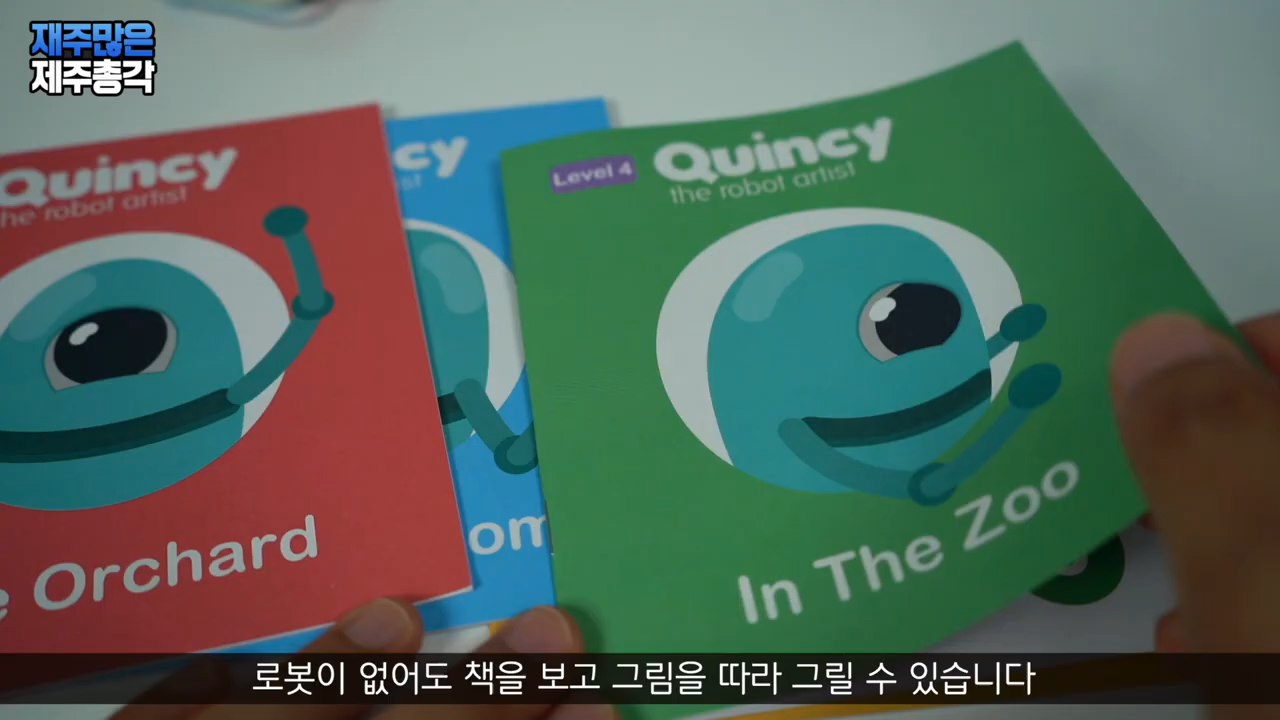 재주많은
제주총각
Quincy
the robot artist
Orchard
Level 4
Quincy
the robot artist
In The Zoo
로봇이 없어도 책을 보고 그림을 따라 그릴 수 있습니다